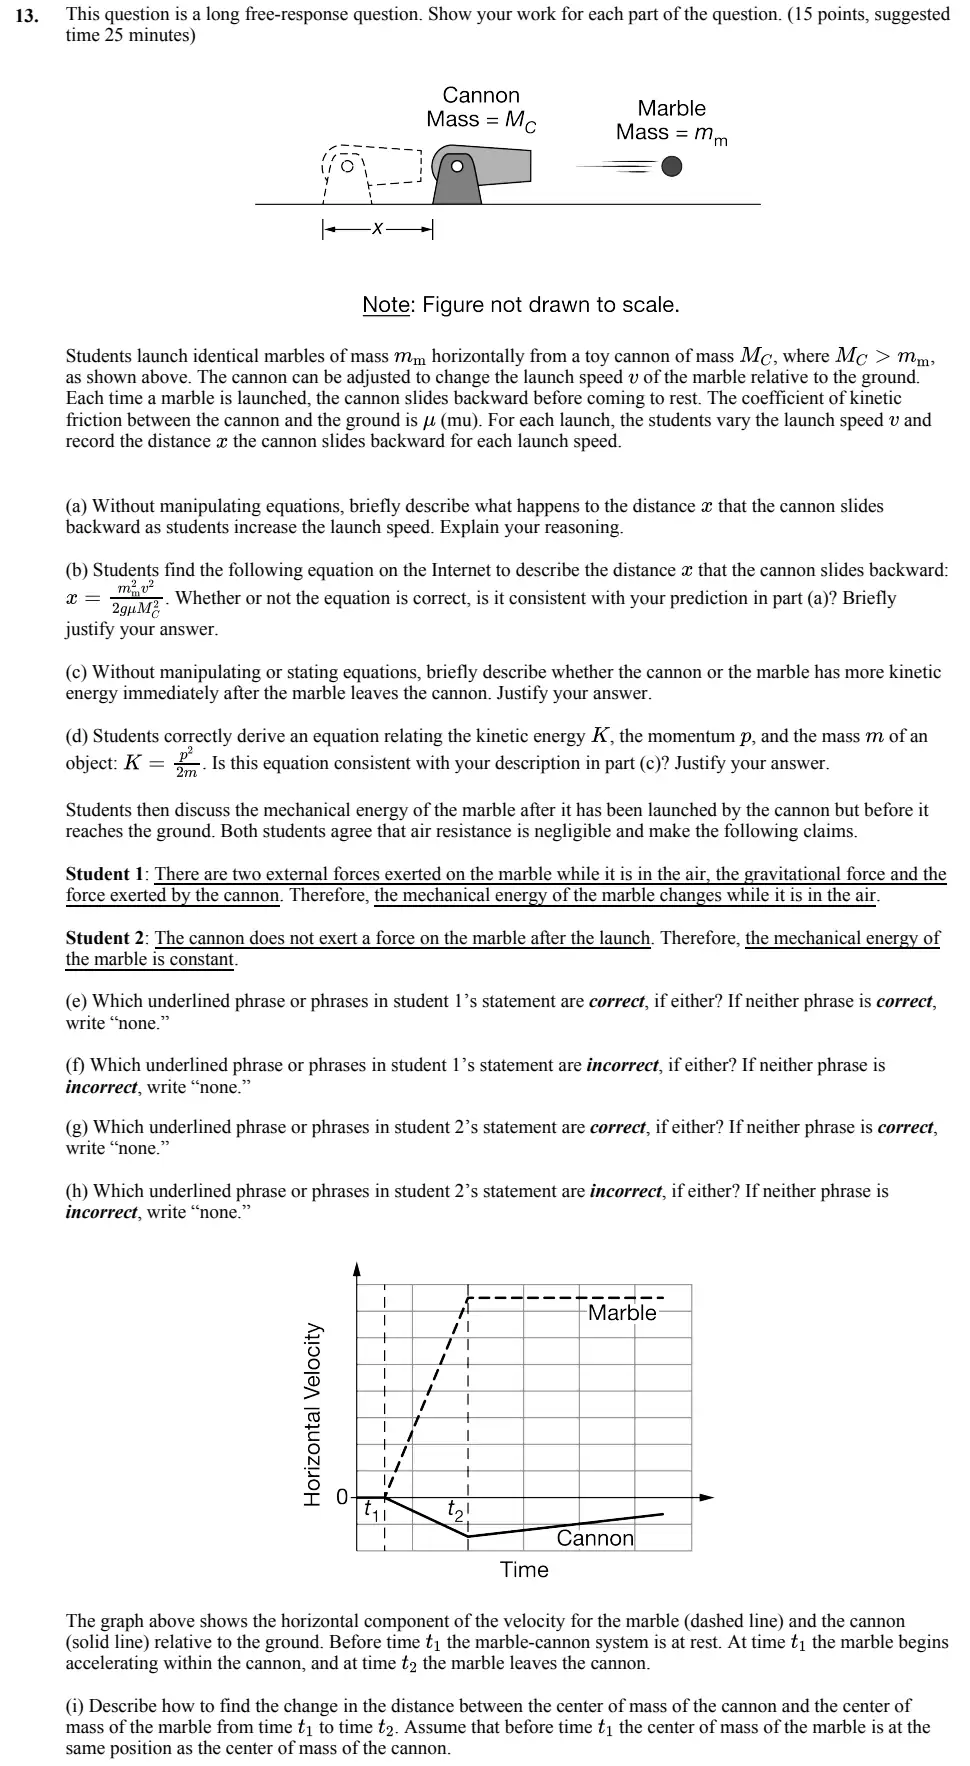 13. This question is a long free-response question. Show your work for each part of the question. (15 points, suggested
time 25 minutes)
Cannon
Mass = M_C
Marble
Mass = m_m
x
Note: Figure not drawn to scale.
Students launch identical marbles of mass m_m horizontally from a toy cannon of mass M_C, where M_C > m_m,
as shown above. The cannon can be adjusted to change the launch speed v of the marble relative to the ground.
Each time a marble is launched, the cannon slides backward before coming to rest. The coefficient of kinetic
friction between the cannon and the ground is μ (mu). For each launch, the students vary the launch speed v and
record the distance x the cannon slides backward for each launch speed.
(a) Without manipulating equations, briefly describe what happens to the distance x that the cannon slides
backward as students increase the launch speed. Explain your reasoning.
(b) Students find the following equation on the Internet to describe the distance x that the cannon slides backward:
x = \frac{m_m^2 v^2}{2gμM_C^2}. Whether or not the equation is correct, is it consistent with your prediction in part (a)? Briefly
justify your answer.
(c) Without manipulating or stating equations, briefly describe whether the cannon or the marble has more kinetic
energy immediately after the marble leaves the cannon. Justify your answer.
(d) Students correctly derive an equation relating the kinetic energy K, the momentum p, and the mass m of an
object: K = \frac{p^2}{2m}. Is this equation consistent with your description in part (c)? Justify your answer.
Students then discuss the mechanical energy of the marble after it has been launched by the cannon but before it
reaches the ground. Both students agree that air resistance is negligible and make the following claims.
Student 1: There are two external forces exerted on the marble while it is in the air, the gravitational force and the
force exerted by the cannon. Therefore, the mechanical energy of the marble changes while it is in the air.
Student 2: The cannon does not exert a force on the marble after the launch. Therefore, the mechanical energy of
the marble is constant.
(e) Which underlined phrase or phrases in student 1’s statement are correct, if either? If neither phrase is correct,
write “none.”
(f) Which underlined phrase or phrases in student 1’s statement are incorrect, if either? If neither phrase is
incorrect, write “none.”
(g) Which underlined phrase or phrases in student 2’s statement are correct, if either? If neither phrase is correct,
write “none.”
(h) Which underlined phrase or phrases in student 2’s statement are incorrect, if either? If neither phrase is
incorrect, write “none.”
Horizontal Velocity
Marble
0
t_1
t_2
Cannon
Time
The graph above shows the horizontal component of the velocity for the marble (dashed line) and the cannon
(solid line) relative to the ground. Before time t_1 the marble-cannon system is at rest. At time t_1 the marble begins
accelerating within the cannon, and at time t_2 the marble leaves the cannon.
(i) Describe how to find the change in the distance between the center of mass of the cannon and the center of
mass of the marble from time t_1 to time t_2. Assume that before time t_1 the center of mass of the marble is at the
same position as the center of mass of the cannon.